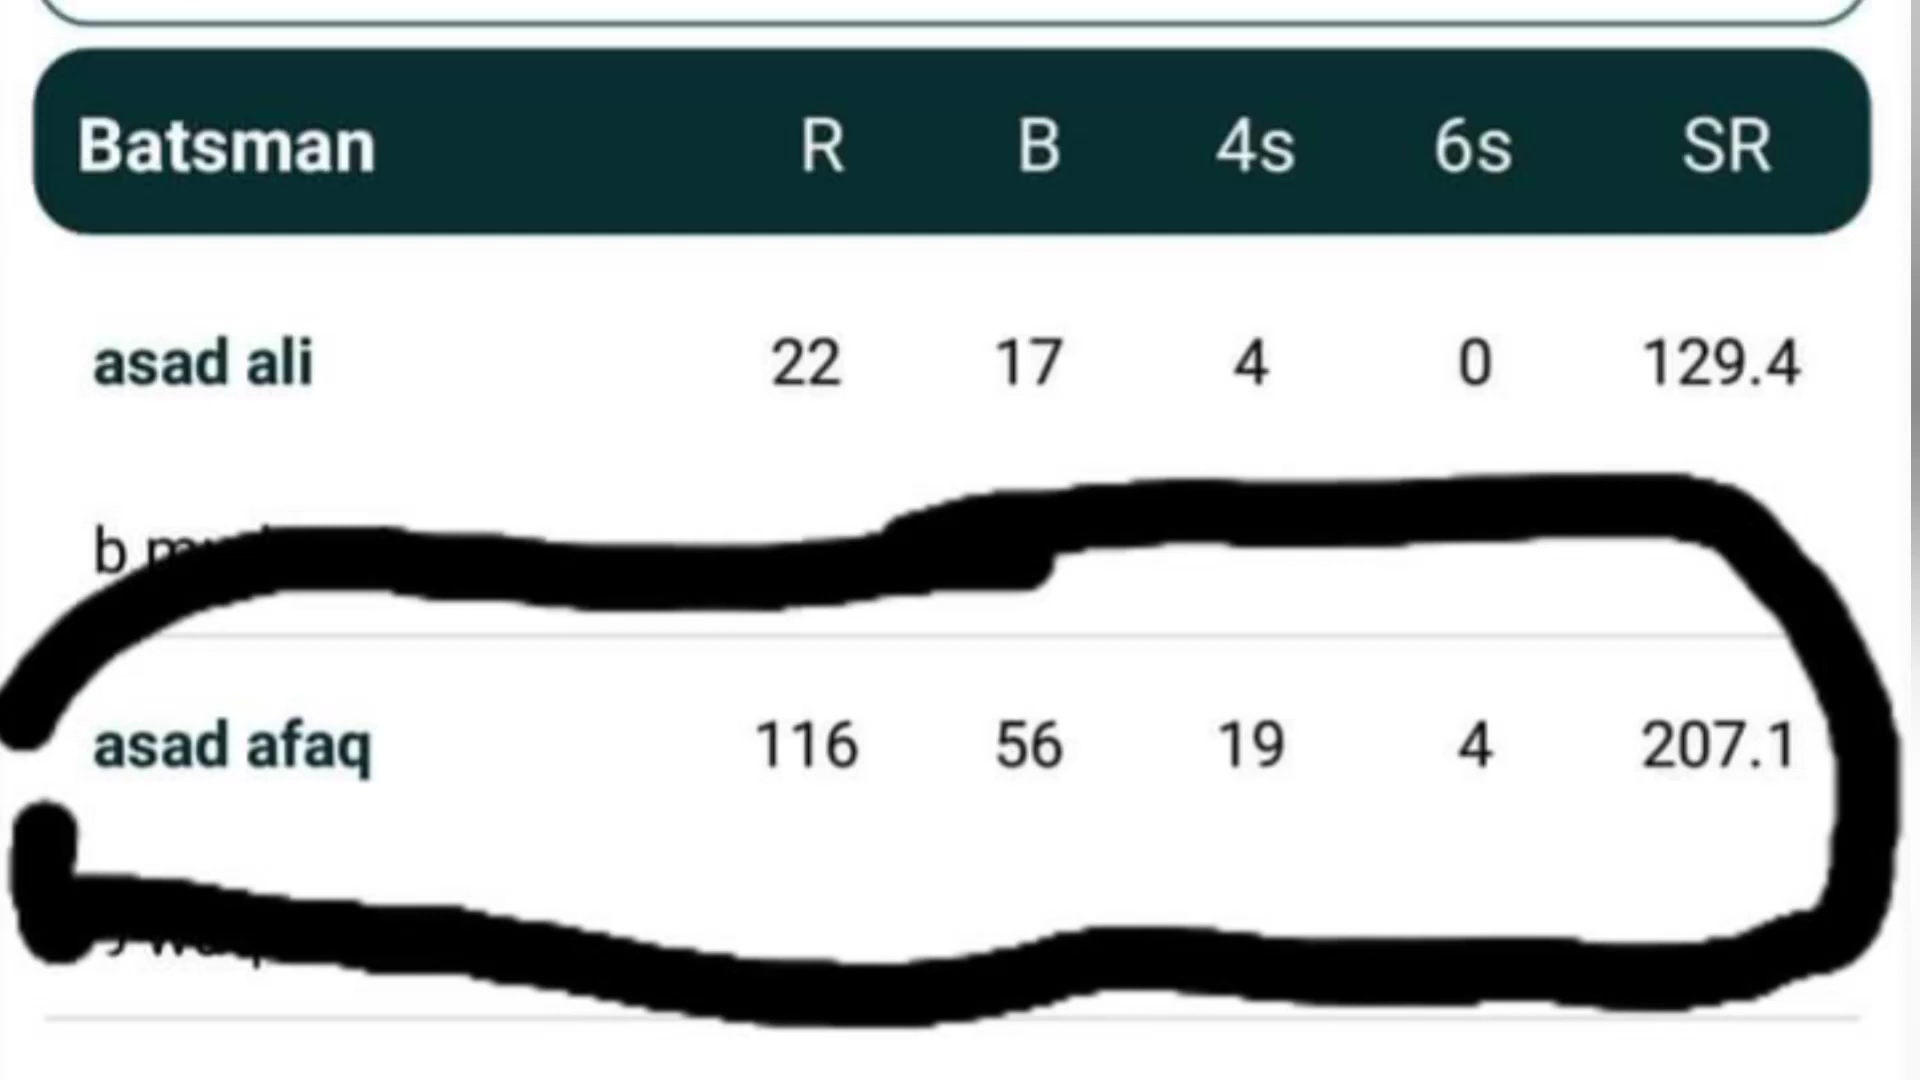 Batsman R B 4s 6s SR
asad ali 22 17 4 0 129.4
b
asad afaq 116 56 19 4 207.1